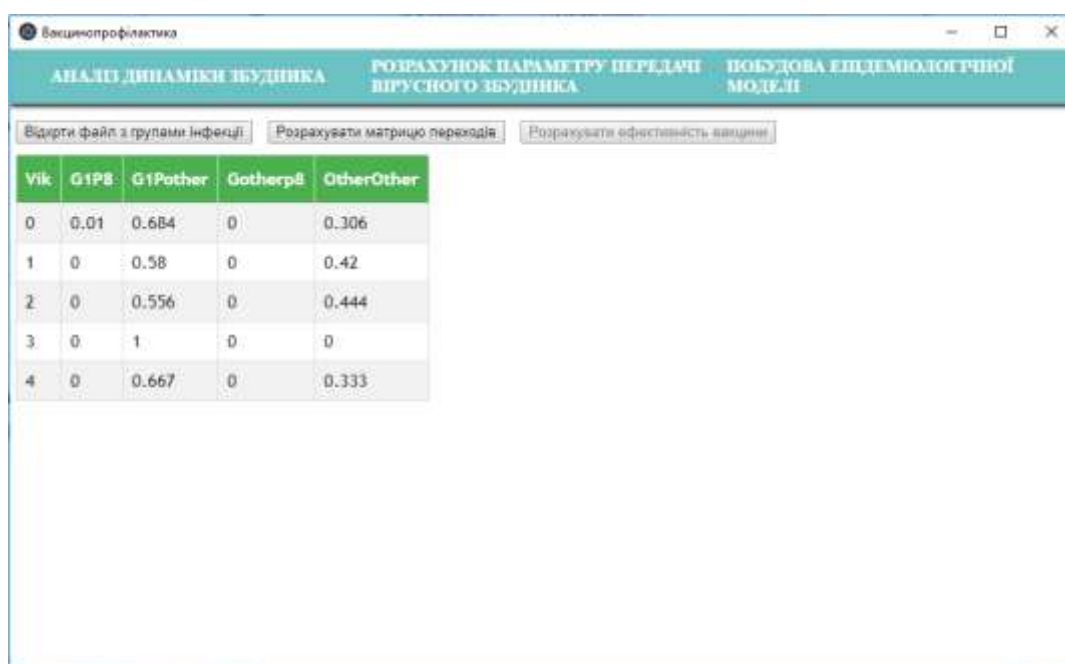 Вакцинопрофілактика
АНАЛІЗ ДИНАМІКИ ЗБУДНИКА
РОЗРАХУНОК ПАРАМЕТРУ ПЕРЕДАЧІ
ВІРУСНОГО ЗБУДНИКА
ПОБУДОВА ЕПІДЕМІОЛОГІЧНОЇ
МОДЕЛІ
Відкрти файл з групами інфекції Розрахувати матрицю переходів Розрахувати ефективність вакцини
Vik G1P8 G1Pother Gotherp8 OtherOther
0 0.01 0.684 0 0.306
1 0 0.58 0 0.42
2 0 0.556 0 0.444
3 0 1 0 0
4 0 0.667 0 0.333